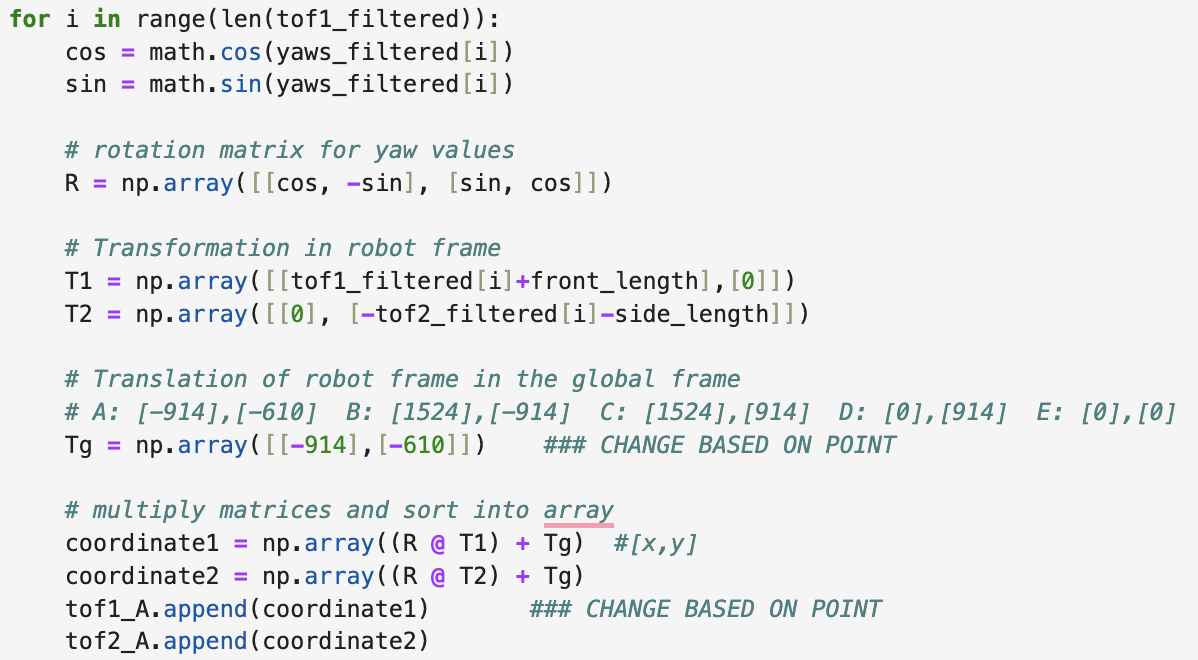 for i in range(len(tof1_filtered)):
    cos = math.cos(yaws_filtered[i])
    sin = math.sin(yaws_filtered[i])
    # rotation matrix for yaw values
    R = np.array([[cos, -sin], [sin, cos]])
    # Transformation in robot frame
    T1 = np.array([[tof1_filtered[i]+front_length],[0]])
    T2 = np.array([[0], [-tof2_filtered[i]-side_length]])
    # Translation of robot frame in the global frame
    # A: [-914],[-610]  B: [1524],[-914]  C: [1524],[914]  D: [0],[914]  E: [0],[0]
    Tg = np.array([[-914],[-610]])    ### CHANGE BASED ON POINT
    # multiply matrices and sort into array
    coordinate1 = np.array((R @ T1) + Tg)  #[x,y]
    coordinate2 = np.array((R @ T2) + Tg)
    tof1_A.append(coordinate1)       ### CHANGE BASED ON POINT
    tof2_A.append(coordinate2)